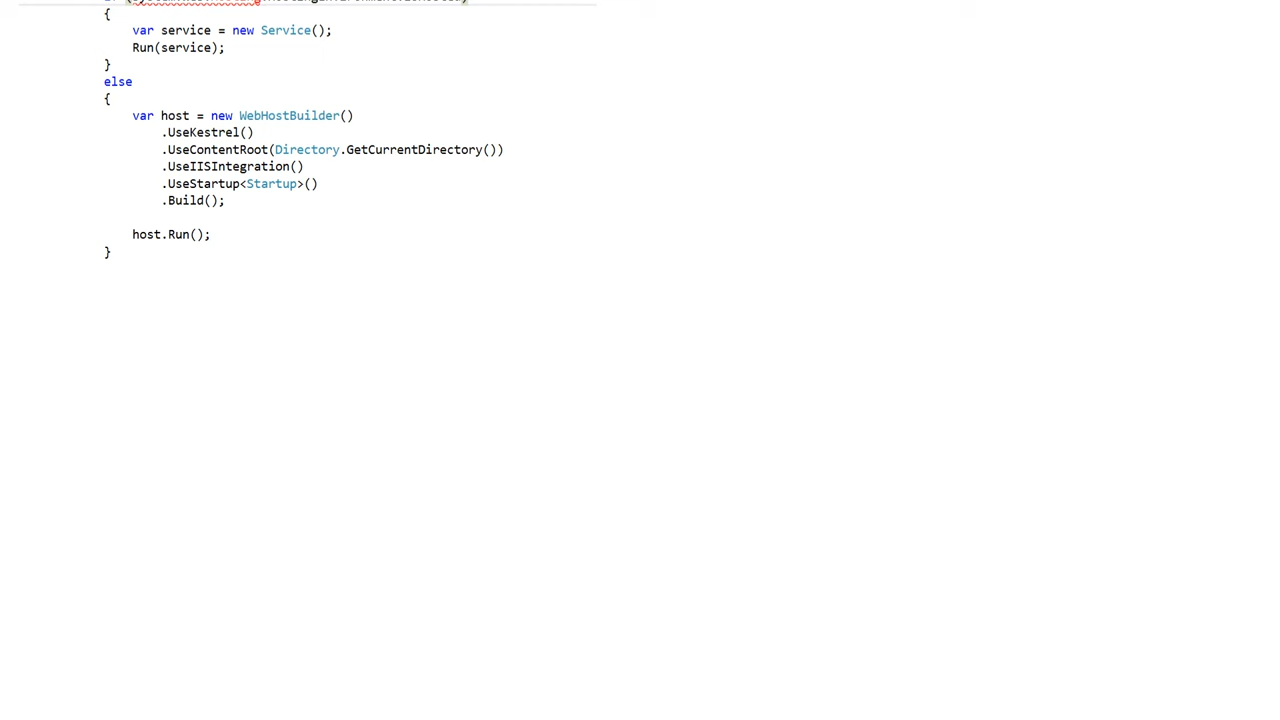 {
var service = new Service();
Run(service);
}
else
{
var host = new WebHostBuilder()
.UseKestrel()
.UseContentRoot(Directory.GetCurrentDirectory())
.UseIISIntegration()
.UseStartup<Startup>()
.Build();
host.Run();
}